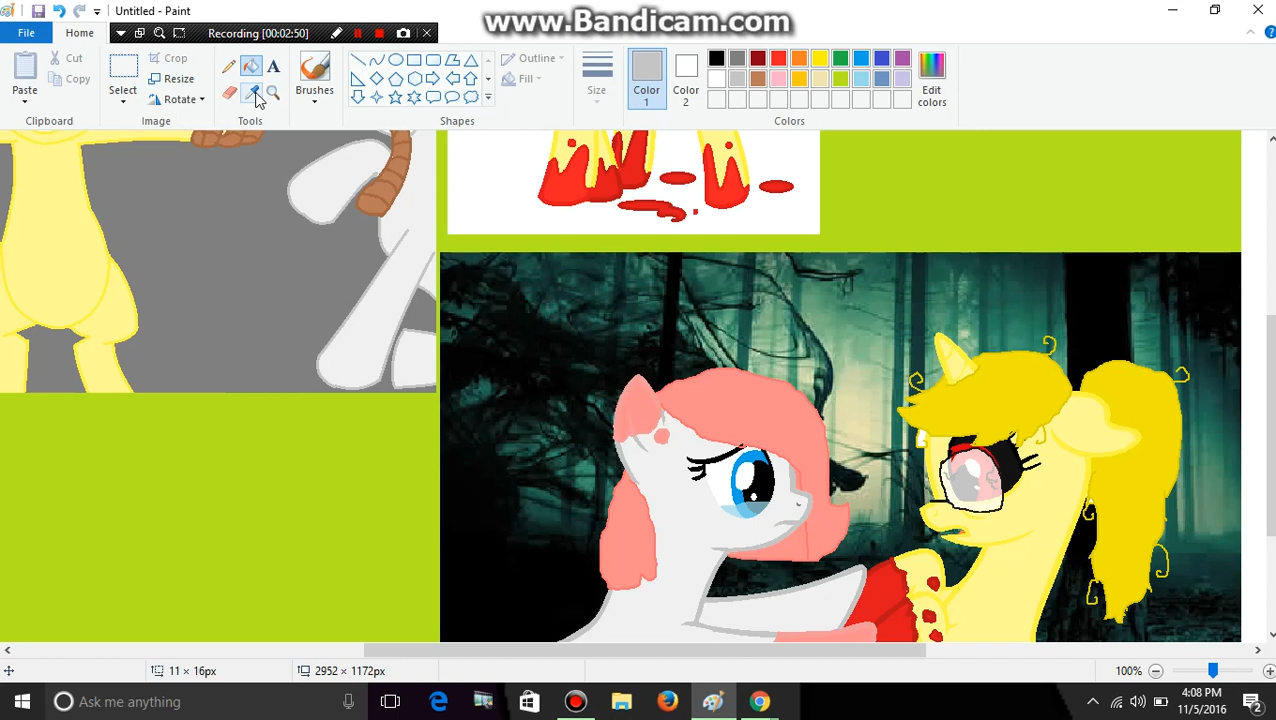 Untitled - Paint
www.Bandicam.com
File
Home
Recording [00:02:50]
Paste
Cut
Copy
Clipboard
Select
Crop
Resize
Rotate
Image
A
Tools
Brushes
Outline
Fill
Shapes
Size
Color
1
Color
2
Edit
colors
Colors
11 × 16px
2952 × 1172px
100%
Ask me anything
4:08 PM
11/5/2016
2